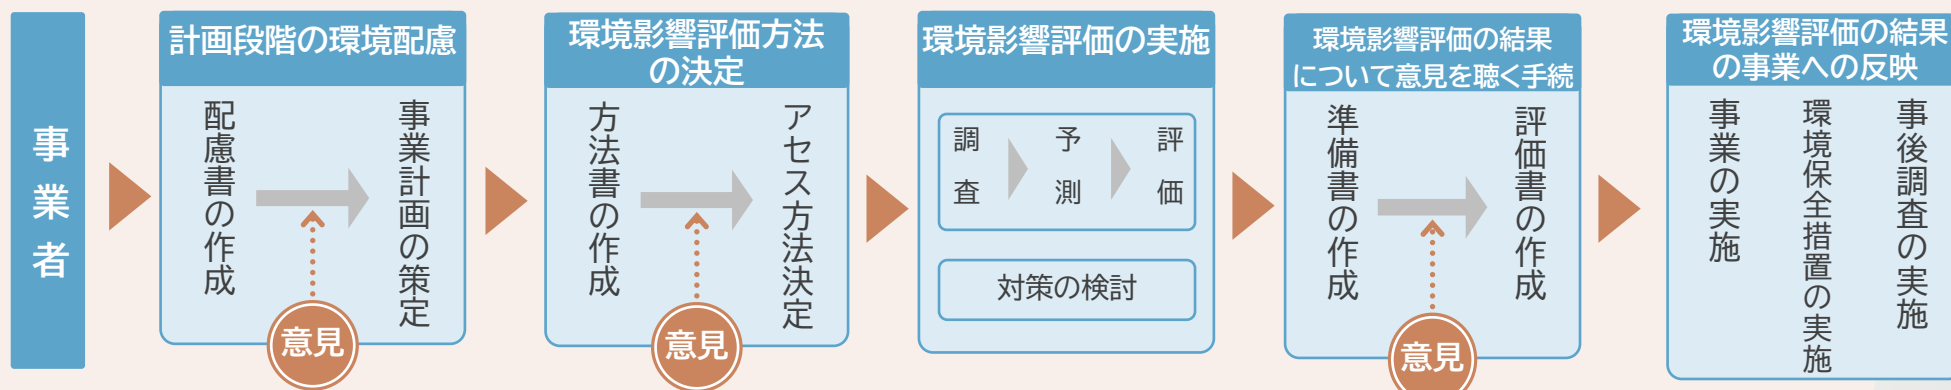 事業者
計画段階の環境配慮
配慮書の作成
事業計画の策定
意見
環境影響評価方法
の決定
方法書の作成
アセス方法決定
意見
環境影響評価の実施
調査
予測
評価
対策の検討
環境影響評価の結果
について意見を聴く手続
準備書の作成
評価書の作成
意見
環境影響評価の結果
の事業への反映
事業の実施
環境保全措置の実施
事後調査の実施